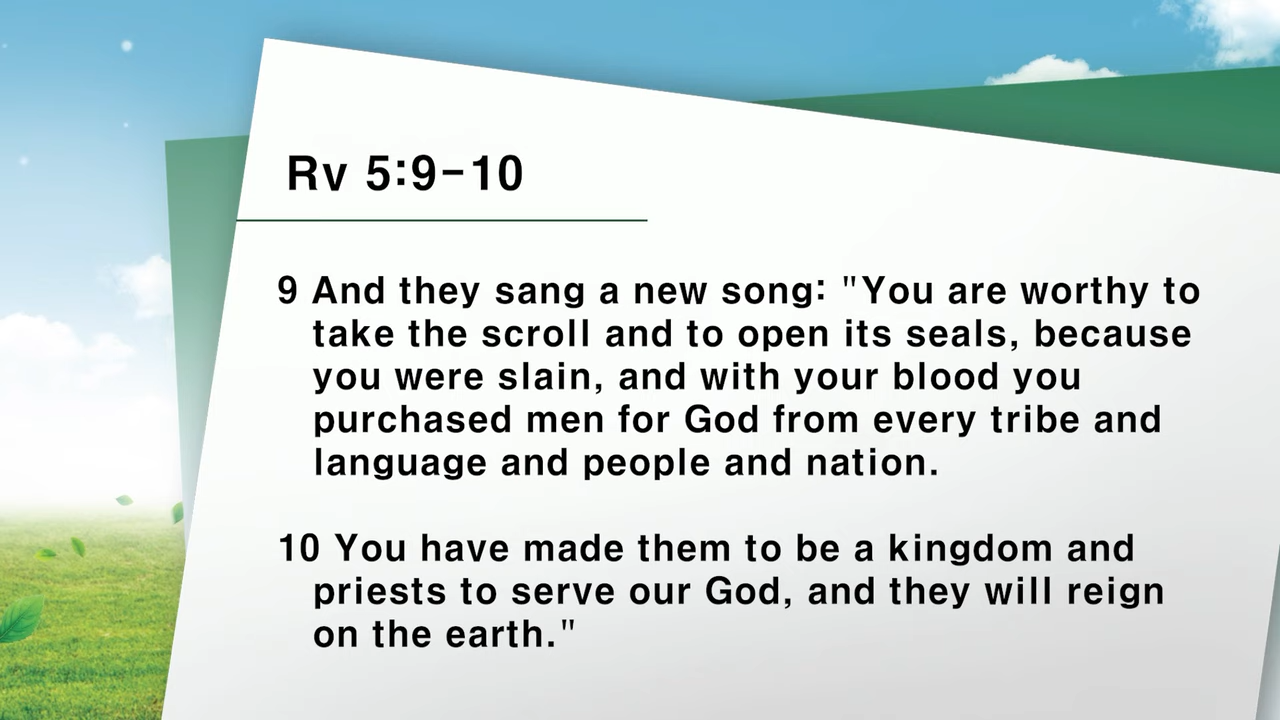 Rv 5:9-10
9 And they sang a new song: "You are worthy to
take the scroll and to open its seals, because
you were slain, and with your blood you
purchased men for God from every tribe and
language and people and nation.
10 You have made them to be a kingdom and
priests to serve our God, and they will reign
on the earth."